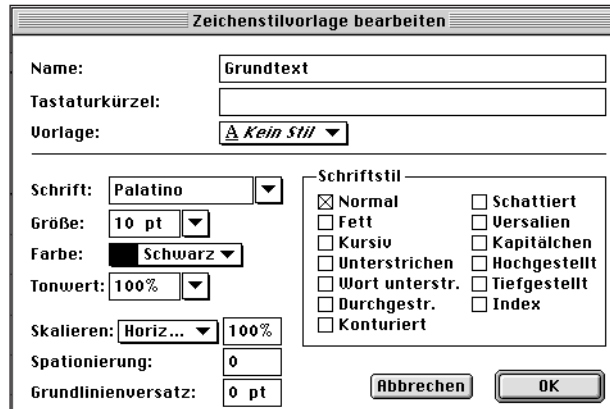 Zeichenstilvorlage bearbeiten
Name: Grundtext
Tastaturkürzel:
Vorlage: A Kein Stil
Schrift: Palatino
Größe: 10 pt
Farbe: Schwarz
Tonwert: 100%
Skalieren: Horiz... 100%
Spationierung: 0
Grundlinienversatz: 0 pt
Schriftstil
Normal
Fett
Kursiv
Unterstrichen
Wort unterstr.
Durchgestr.
Konturiert
Schattiert
Versalien
Kapitälchen
Hochgestellt
Tiefgestellt
Index
Abbrechen OK